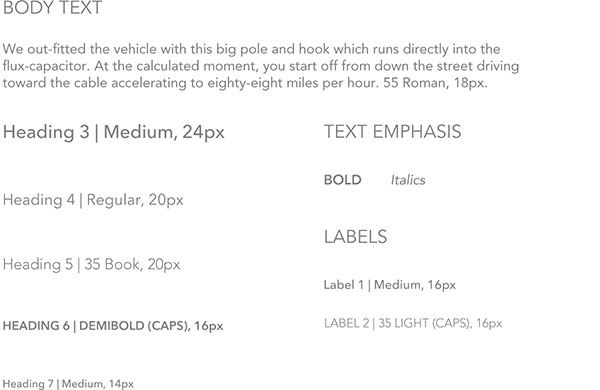 BODY TEXT
We out-fitted the vehicle with this big pole and hook which runs directly into the
flux-capacitor. At the calculated moment, you start off from down the street driving
toward the cable accelerating to eighty-eight miles per hour. 55 Roman, 18px.
Heading 3 | Medium, 24px
Heading 4 | Regular, 20px
Heading 5 | 35 Book, 20px
HEADING 6 | DEMIBOLD (CAPS), 16px
Heading 7 | Medium, 14px
TEXT EMPHASIS
BOLD Italics
LABELS
Label 1 | Medium, 16px
LABEL 2 | 35 LIGHT (CAPS), 16px